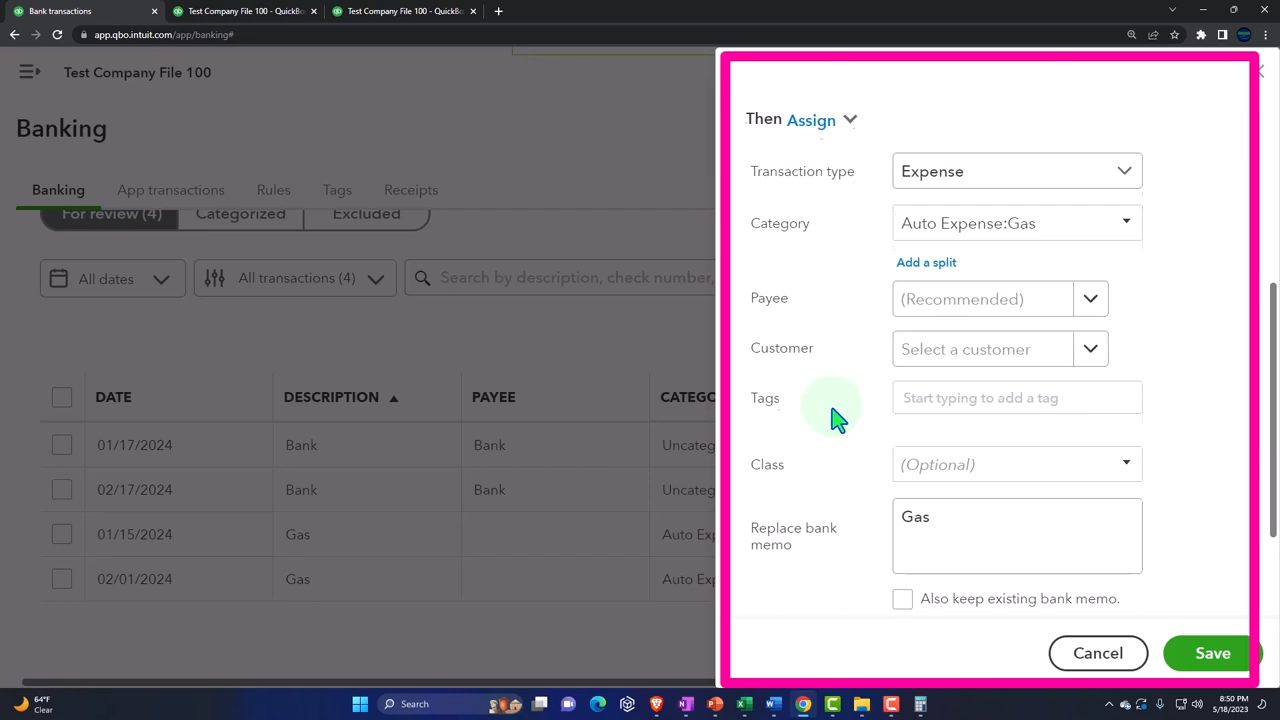 Bank transactions
100 - Test Company File 100 - QuickBo
100 - Test Company File 100 - QuickBo
app.qbo.intuit.com/app/banking#
Test Company File 100
Banking
Banking App transactions Rules Tags Receipts
For review (4) Categorized Excluded
All dates All transactions (4) Search by description, check number,
DATE DESCRIPTION PAYEE CATEGO
01/17/2024 Bank Bank Uncateg
02/17/2024 Bank Bank Uncateg
01/15/2024 Gas Auto Exp
02/01/2024 Gas Auto Exp
Then Assign
Transaction type Expense
Category Auto Expense:Gas
Add a split
Payee (Recommended)
Customer Select a customer
Tags Start typing to add a tag
Class (Optional)
Replace bank
memo
Gas
Also keep existing bank memo.
Cancel Save
64°F
Clear
Search
8:50 PM
5/18/2023